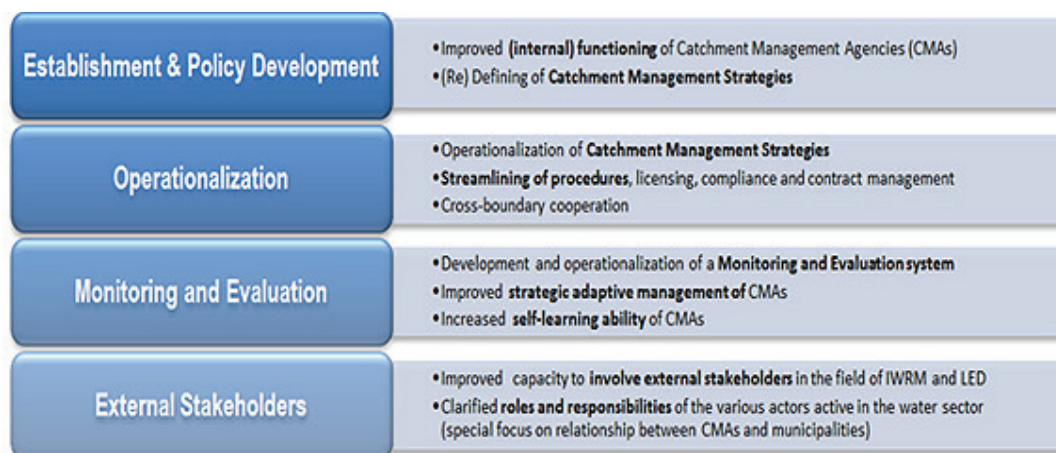 Establishment & Policy Development
•Improved (internal) functioning of Catchment Management Agencies (CMAs)
•(Re) Defining of Catchment Management Strategies
Operationalization
•Operationalization of Catchment Management Strategies
•Streamlining of procedures, licensing, compliance and contract management
•Cross-boundary cooperation
Monitoring and Evaluation
•Development and operationalization of a Monitoring and Evaluation system
•Improved strategic adaptive management of CMAs
•Increased self-learning ability of CMAs
External Stakeholders
•Improved capacity to involve external stakeholders in the field of IWRM and LED
•Clarified roles and responsibilities of the various actors active in the water sector
(special focus on relationship between CMAs and municipalities)